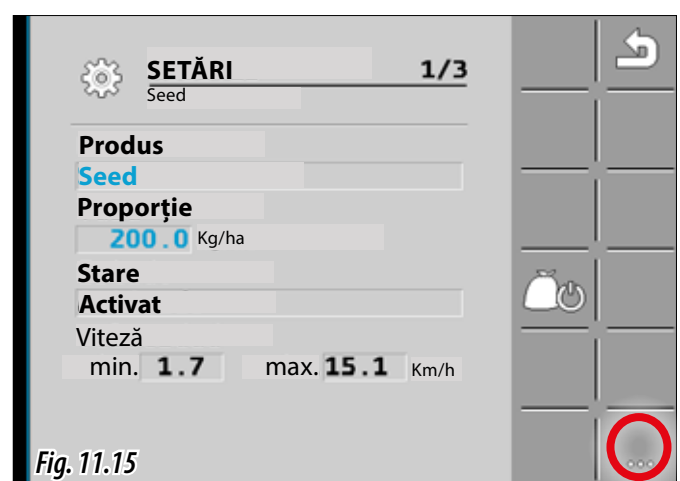 SETĂRI 1/3
Seed
Produs
Seed
Proporție
200.0 Kg/ha
Stare
Activat
Viteză
min. 1.7 max. 15.1 Km/h
Fig. 11.15